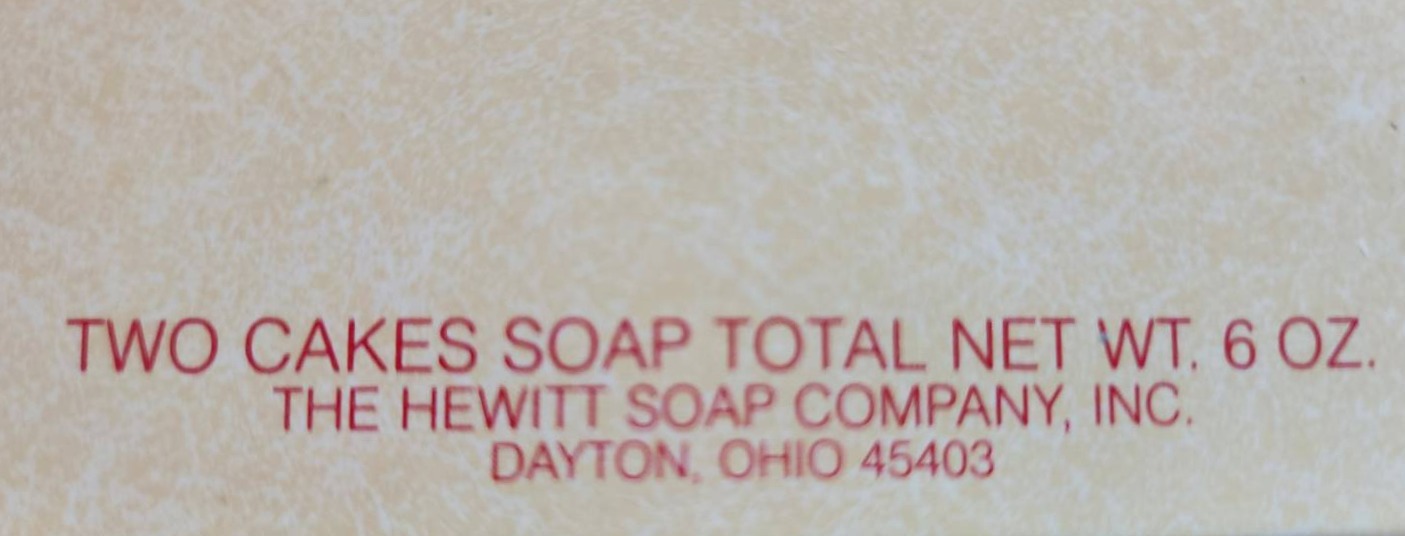 TWO CAKES SOAP TOTAL NET WT. 6 OZ.
THE HEWITT SOAP COMPANY, INC.
DAYTON, OHIO 45403